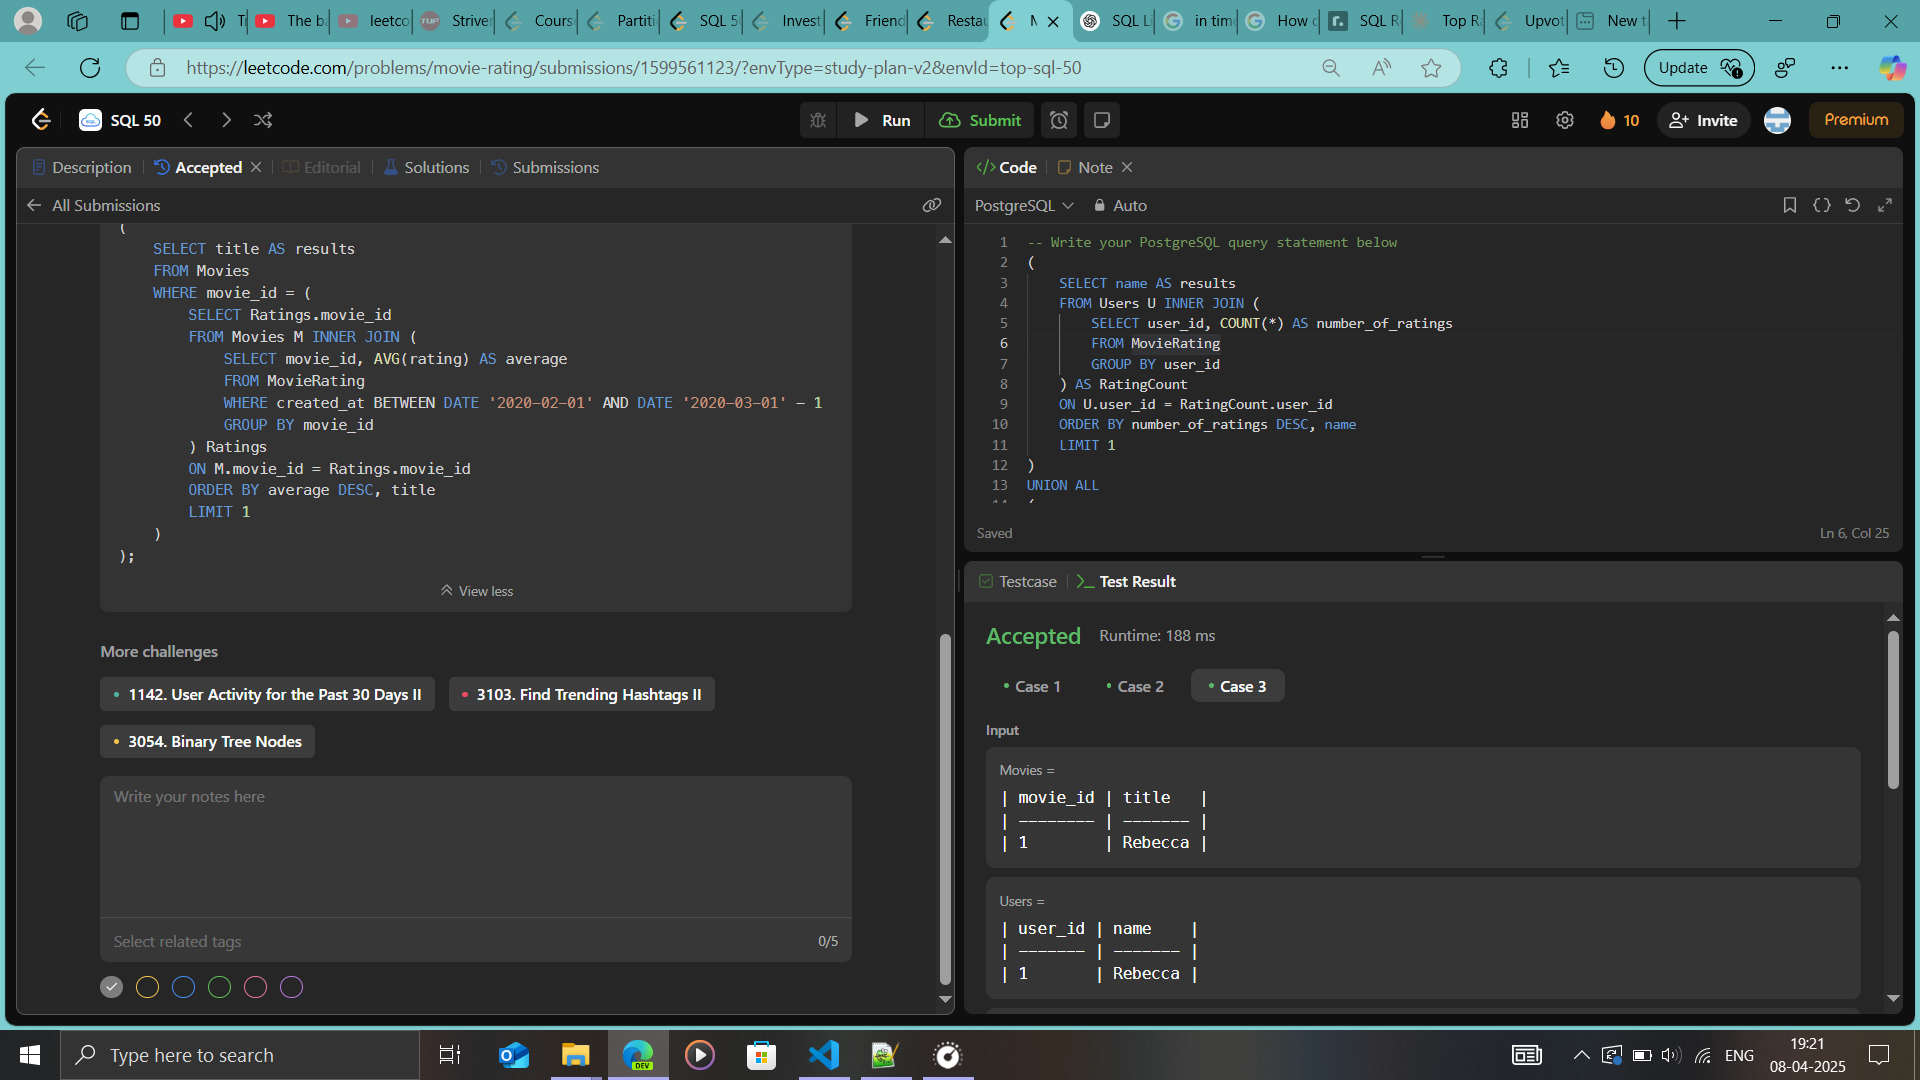 The ba
leetco
Striver
Course
Partiti
SQL 50
Invest
Friend
Restau
SQL Li
in time
How d
SQL R
Top Ra
Upvot
New t
https://leetcode.com/problems/movie-rating/submissions/1599561123/?envType=study-plan-v2&envId=top-sql-50
Update
SQL 50
Run
Submit
10
Invite
Premium
Description
Accepted
Editorial
Solutions
Submissions
All Submissions
(
SELECT title AS results
FROM Movies
WHERE movie_id = (
SELECT Ratings.movie_id
FROM Movies M INNER JOIN (
SELECT movie_id, AVG(rating) AS average
FROM MovieRating
WHERE created_at BETWEEN DATE '2020-02-01' AND DATE '2020-03-01' - 1
GROUP BY movie_id
) Ratings
ON M.movie_id = Ratings.movie_id
ORDER BY average DESC, title
LIMIT 1
)
);
View less
More challenges
1142. User Activity for the Past 30 Days II
3103. Find Trending Hashtags II
3054. Binary Tree Nodes
Write your notes here
Select related tags
0/5
Code
Note
PostgreSQL
Auto
1 -- Write your PostgreSQL query statement below
2 (
3 SELECT name AS results
4 FROM Users U INNER JOIN (
5 SELECT user_id, COUNT(*) AS number_of_ratings
6 FROM MovieRating
7 GROUP BY user_id
8 ) AS RatingCount
9 ON U.user_id = RatingCount.user_id
10 ORDER BY number_of_ratings DESC, name
11 LIMIT 1
12 )
13 UNION ALL
Saved
Ln 6, Col 25
Testcase
Test Result
Accepted
Runtime: 188 ms
Case 1
Case 2
Case 3
Input
Movies =
| movie_id | title |
| -------- | ------- |
| 1 | Rebecca |
Users =
| user_id | name |
| ------- | ------- |
| 1 | Rebecca |
Type here to search
DEV
ENG
19:21
08-04-2025